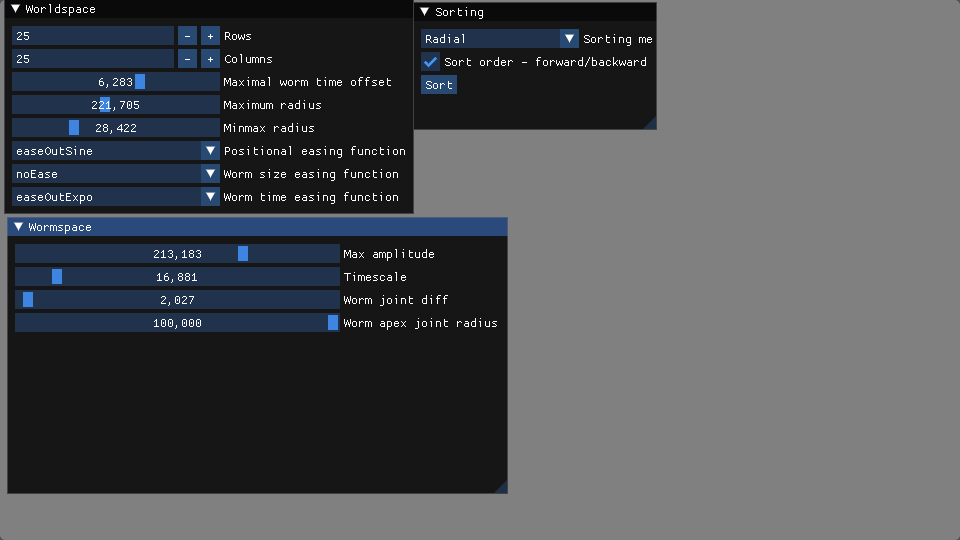 Worldspace
25 - + Rows
25 - + Columns
6,283 Maximal worm time offset
221,705 Maximum radius
28,422 Minmax radius
easeOutSine Positional easing function
noEase Worm size easing function
easeOutExpo Worm time easing function
Sorting
Radial Sorting me
Sort order - forward/backward
Sort
Wormspace
213,183 Max amplitude
16,881 Timescale
2,027 Worm joint diff
100,000 Worm apex joint radius